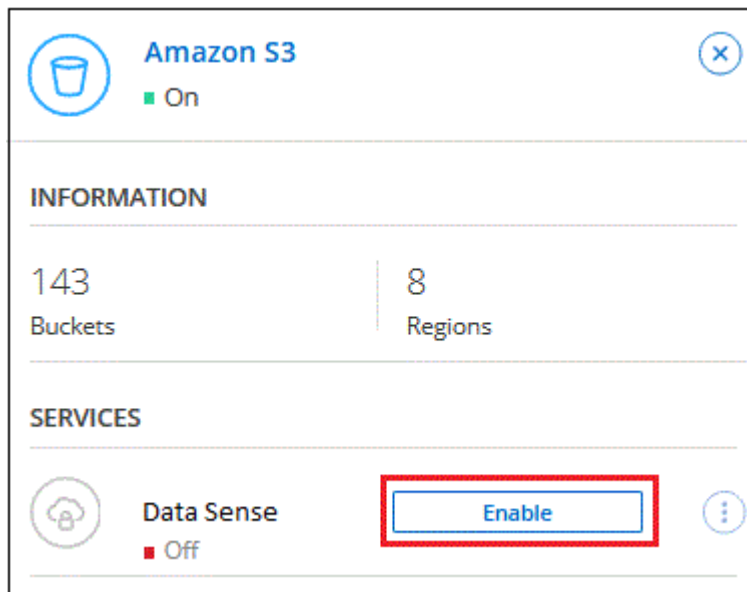 Amazon S3
On
INFORMATION
143
Buckets
8
Regions
SERVICES
Data Sense
Off
Enable